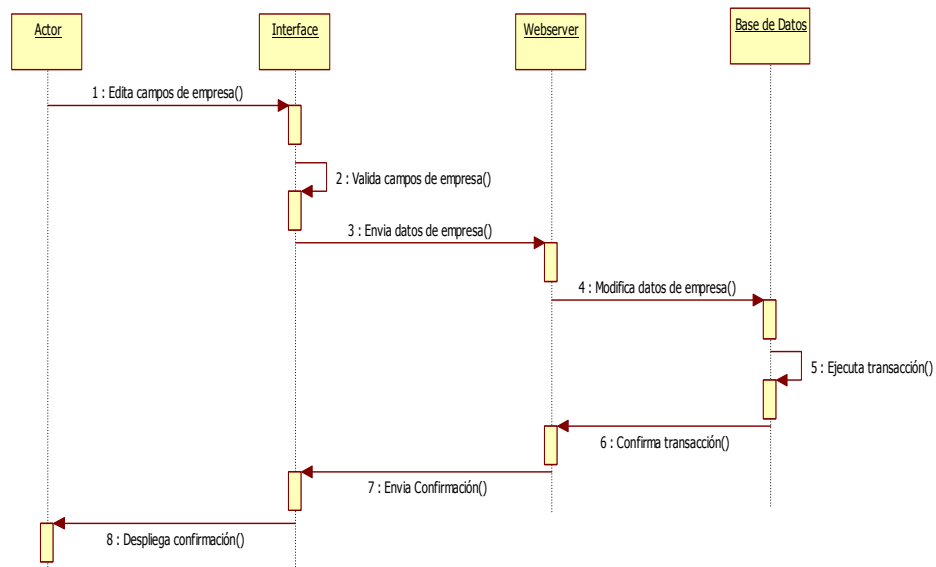 Actor
Interface
Webserver
Base de Datos
1 : Edita campos de empresa()
2 : Valida campos de empresa()
3 : Envia datos de empresa()
4 : Modifica datos de empresa()
5 : Ejecuta transacción()
6 : Confirma transacción()
7 : Envia Confirmación()
8 : Despliega confirmación()